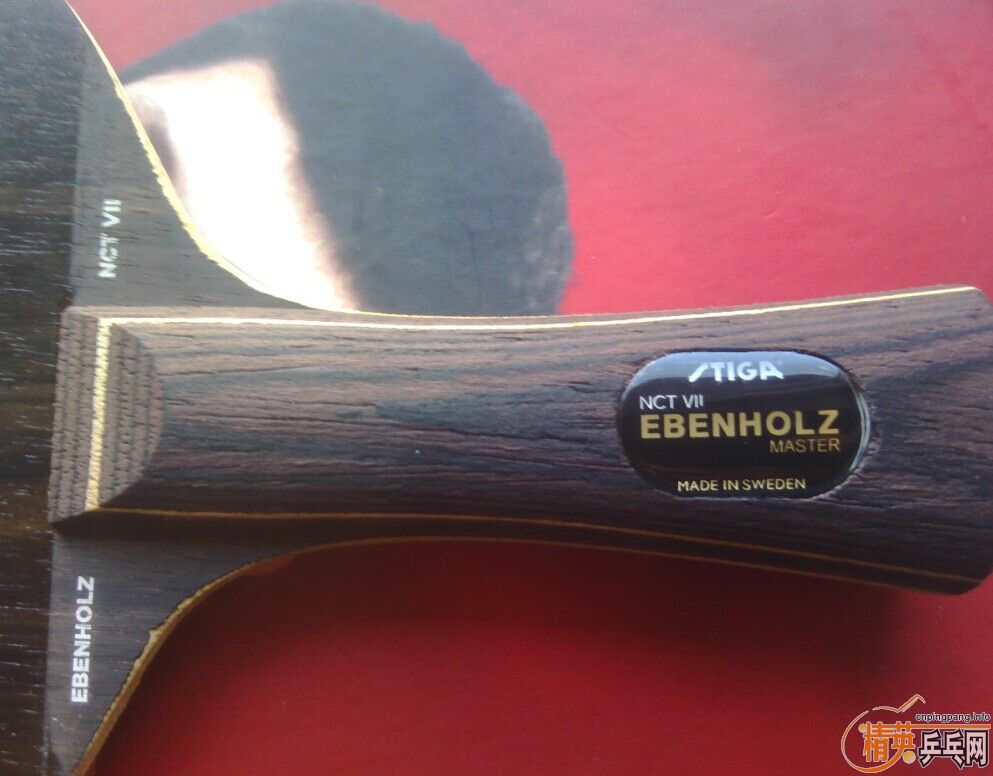 NCT VII
STIGA
NCT VII
EBENHOLZ
MASTER
MADE IN SWEDEN
EBENHOLZ
cnpingpang.info
精英乒乓网